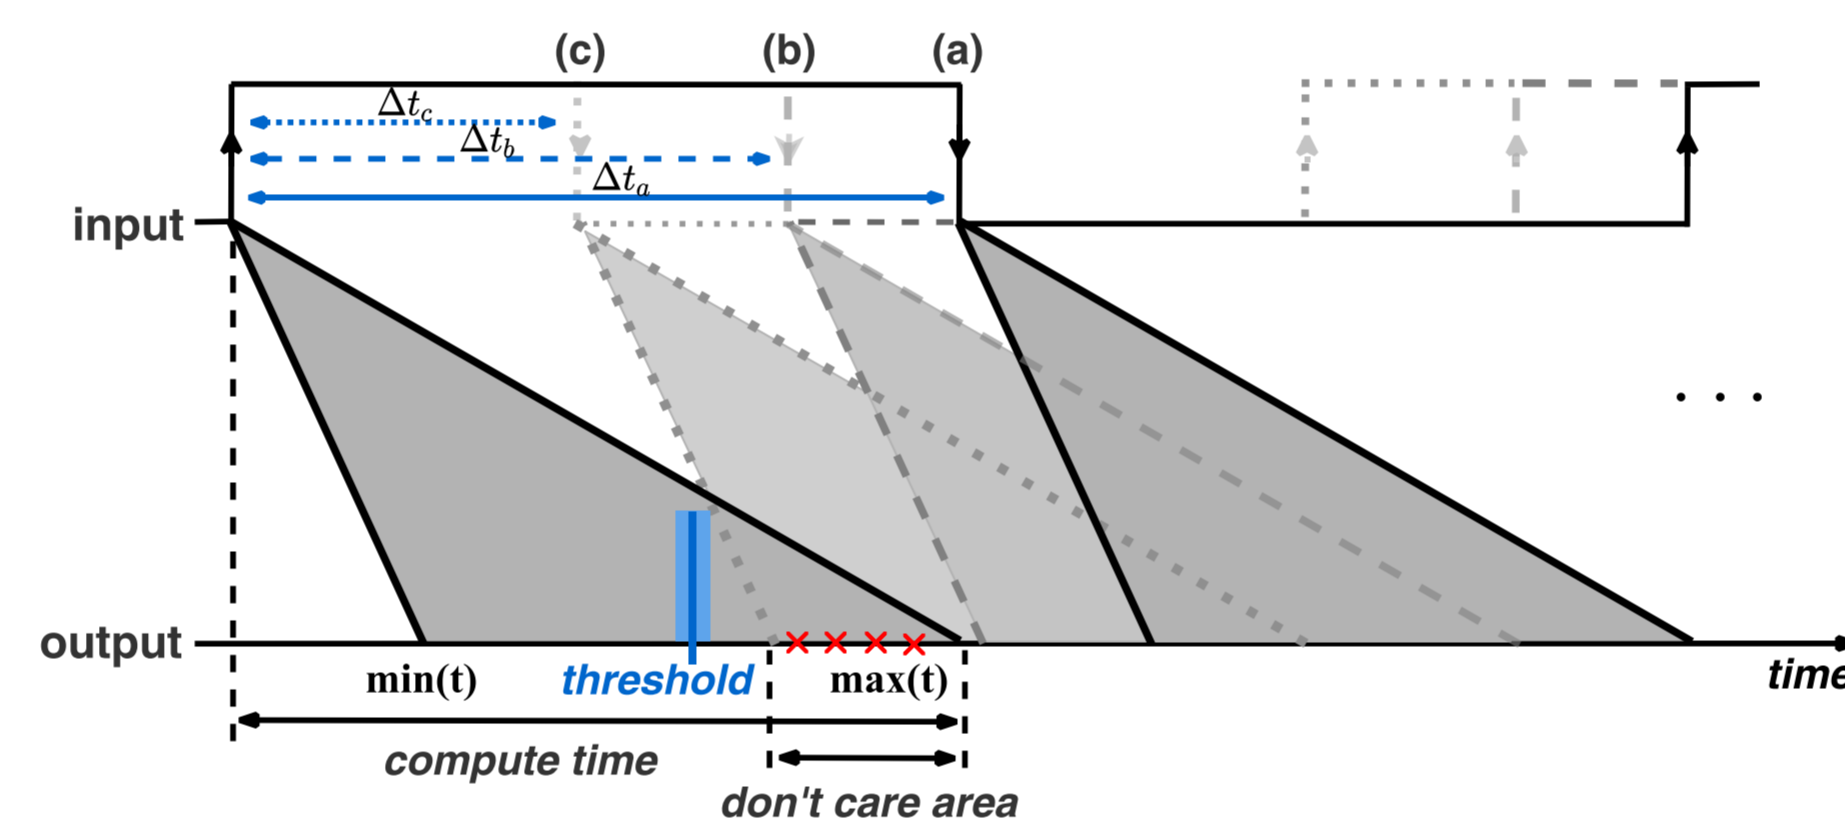 (c) (b) (a)
Δt_c
Δt_b
Δt_a
input
. . .
output
min(t) threshold max(t) time
compute time
don't care area